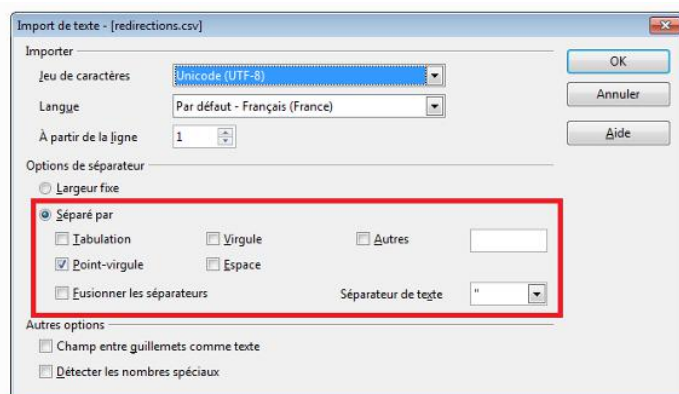 Import de texte - [redirections.csv]
Importer
Jeu de caractères Unicode (UTF-8)
Langue Par défaut - Français (France)
À partir de la ligne 1
OK
Annuler
Aide
Options de séparateur
Largeur fixe
Séparé par
Tabulation Virgule Autres
Point-virgule Espace
Fusionner les séparateurs Séparateur de texte "
Autres options
Champ entre guillemets comme texte
Détecter les nombres spéciaux